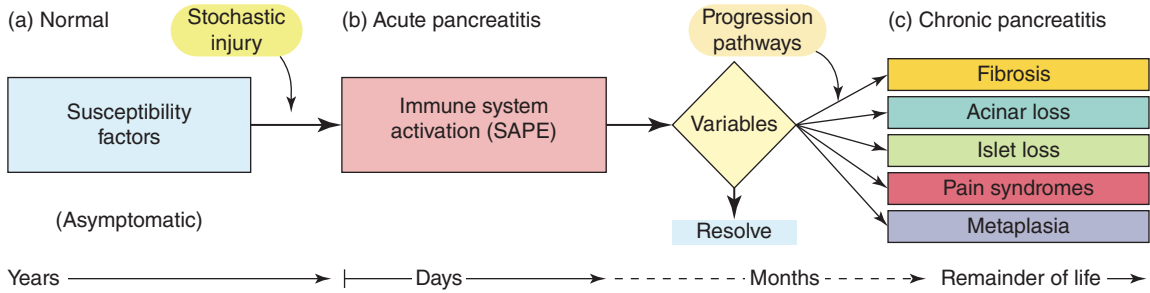 (a) Normal
Stochastic
injury
(b) Acute pancreatitis
Progression
pathways
(c) Chronic pancreatitis
Susceptibility
factors
Immune system
activation (SAPE)
Variables
Fibrosis
Acinar loss
Islet loss
Pain syndromes
Metaplasia
(Asymptomatic)
Resolve
Years
Days
Months
Remainder of life